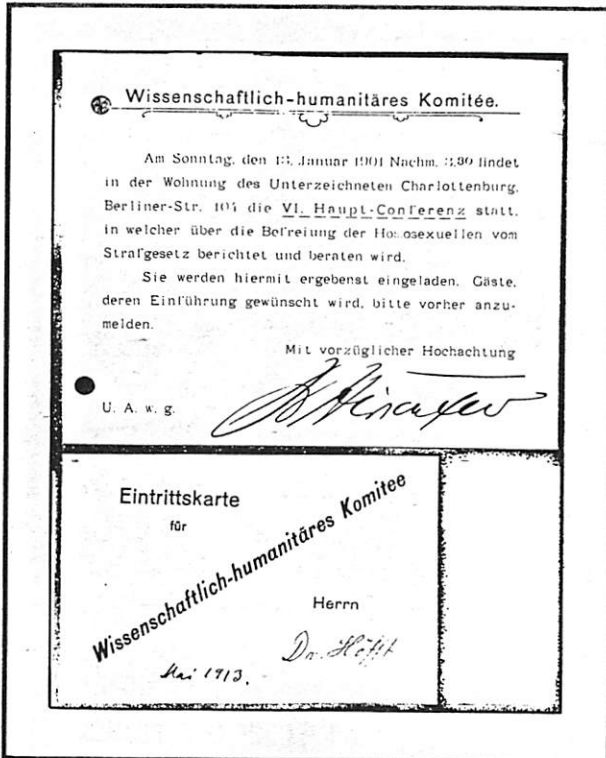 Wissenschaftlich-humanitäres Komitée.
Am Sonntag, den 13. Januar 1901 Nachm. 3,30 findet
in der Wohnung des Unterzeichneten Charlottenburg,
Berliner-Str. 104 die VI. Haupt-Conferenz statt,
in welcher über die Befreiung der Homosexuellen vom
Strafgesetz berichtet und beraten wird.
Sie werden hiermit ergebenst eingeladen. Gäste,
deren Einführung gewünscht wird, bitte vorher anzu-
melden.
Mit vorzüglicher Hochachtung
U. A. w. g.
Eintrittskarte
für
Wissenschaftlich-humanitäres Komitee
Herrn
Dr.
Mai 1913.